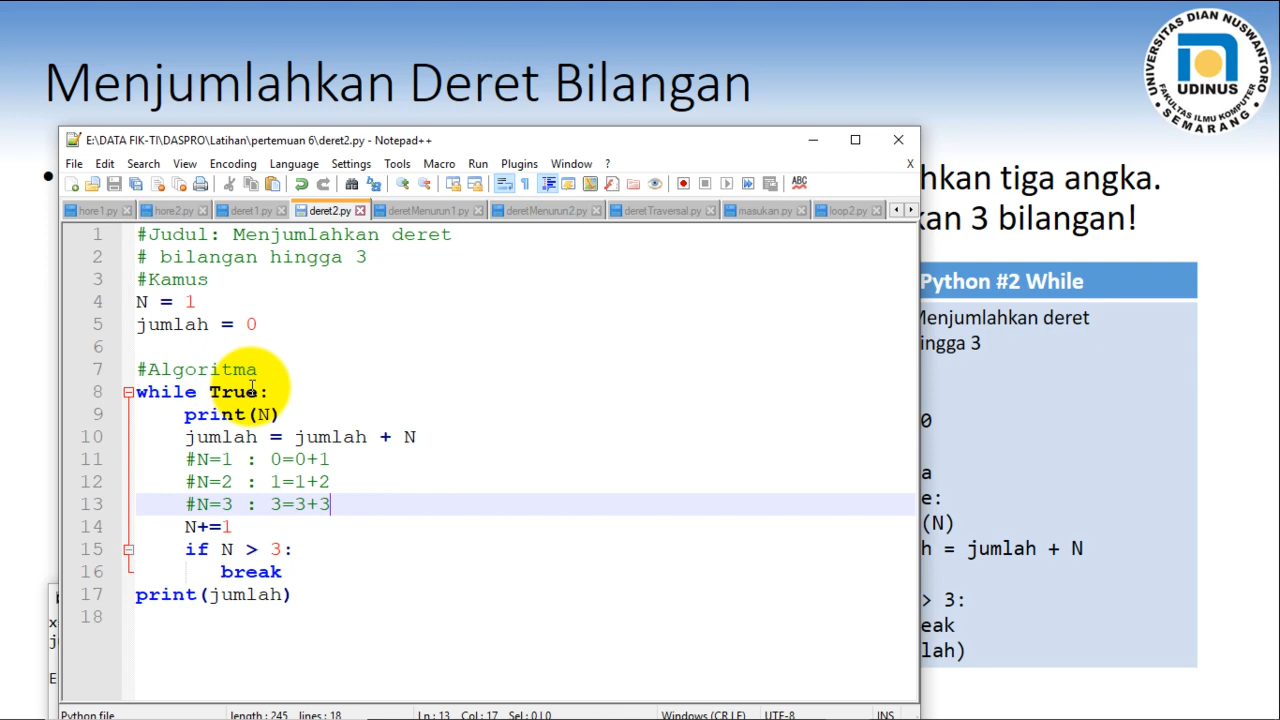 Menjumlahkan Deret Bilangan
UNIVERSITAS DIAN NUSWANTORO
UDINUS
FAKULTAS ILMU KOMPUTER
SEMARANG
E:\DATA FIK-TI\DASPRO\Latihan\pertemuan 6\deret2.py - Notepad++
File Edit Search View Encoding Language Settings Tools Macro Run Plugins Window ? X
ABC
hore1.py hore2.py deret1.py deret2.py deretMenurun1.py deretMenurun2.py deretTraversal.py masukan.py loop2.py
1 #Judul: Menjumlahkan deret
2 # bilangan hingga 3
3 #Kamus
4 N = 1
5 jumlah = 0
6
7 #Algoritma
8 while True:
9 print(N)
10 jumlah = jumlah + N
11 #N=1 : 0=0+1
12 #N=2 : 1=1+2
13 #N=3 : 3=3+3
14 N+=1
15 if N > 3:
16 break
17 print(jumlah)
18
Python file length : 245 lines : 18 Ln : 13 Col : 17 Sel : 0 | 0 Windows (CR LF) UTF-8 INS
hkan tiga angka.
kan 3 bilangan!
Python #2 While
Menjumlahkan deret
ingga 3
0
a
e:
(N)
h = jumlah + N
> 3:
eak
lah)